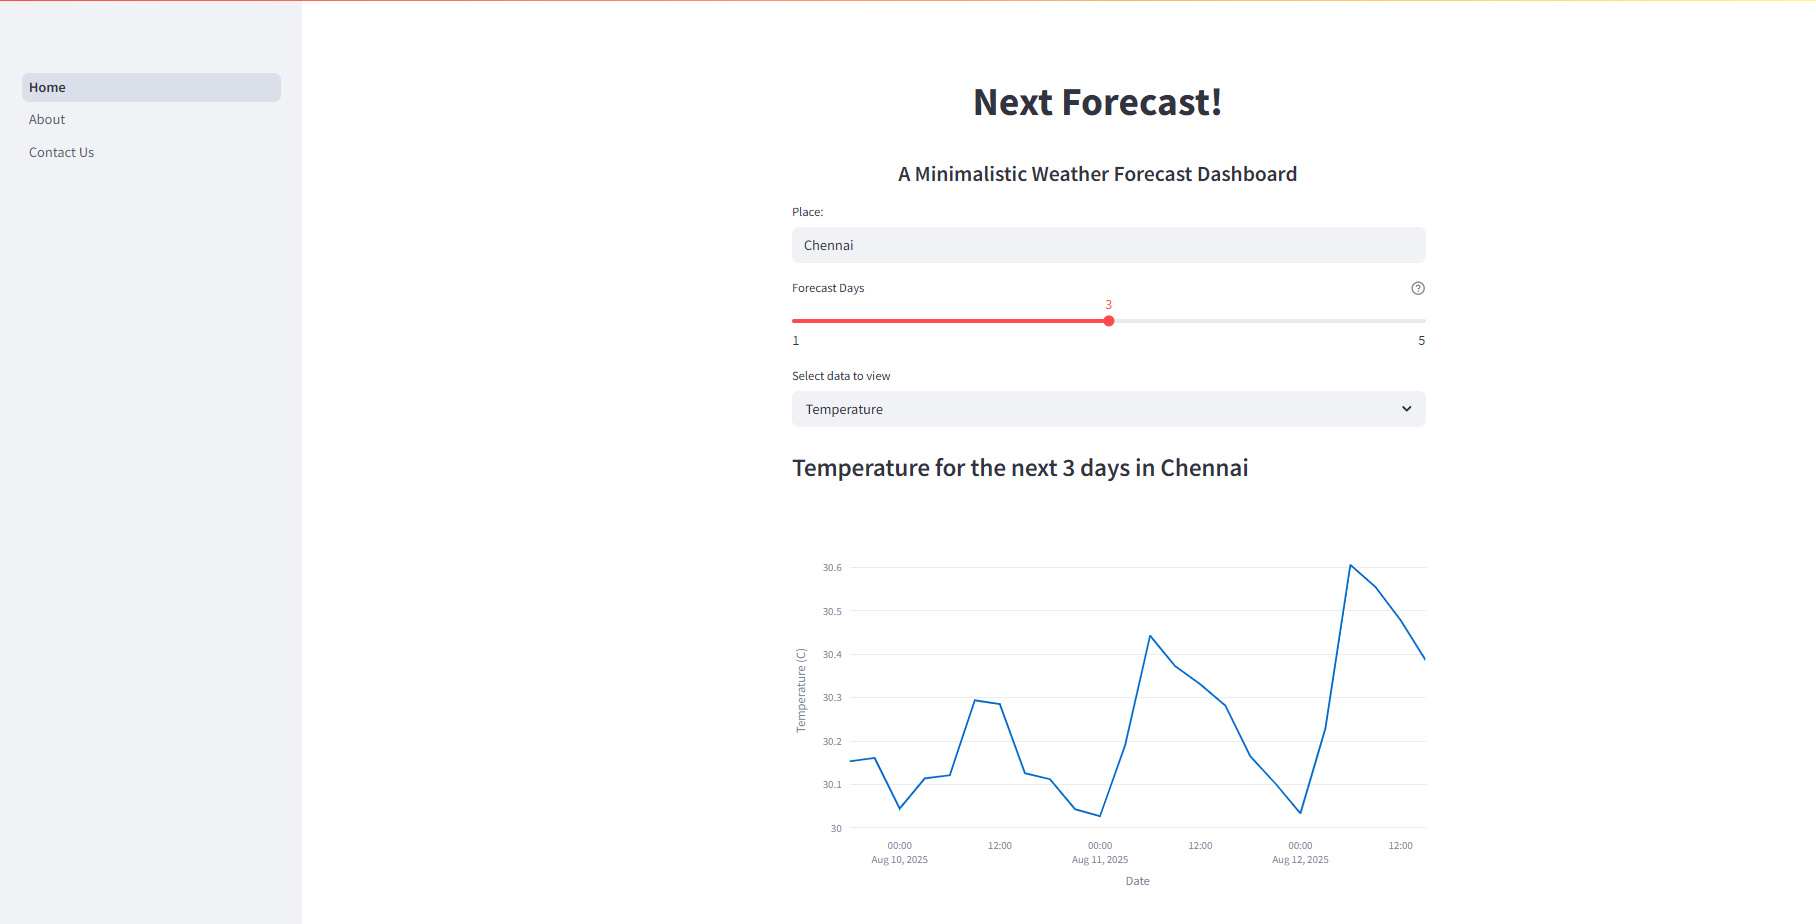 Home
About
Contact Us
Next Forecast!
A Minimalistic Weather Forecast Dashboard
Place:
Chennai
Forecast Days
3
1 5
Select data to view
Temperature
Temperature for the next 3 days in Chennai
30.6
30.5
30.4
30.3
30.2
30.1
30
Temperature (C)
00:00 12:00 00:00 12:00 00:00 12:00
Aug 10, 2025 Aug 11, 2025 Aug 12, 2025
Date